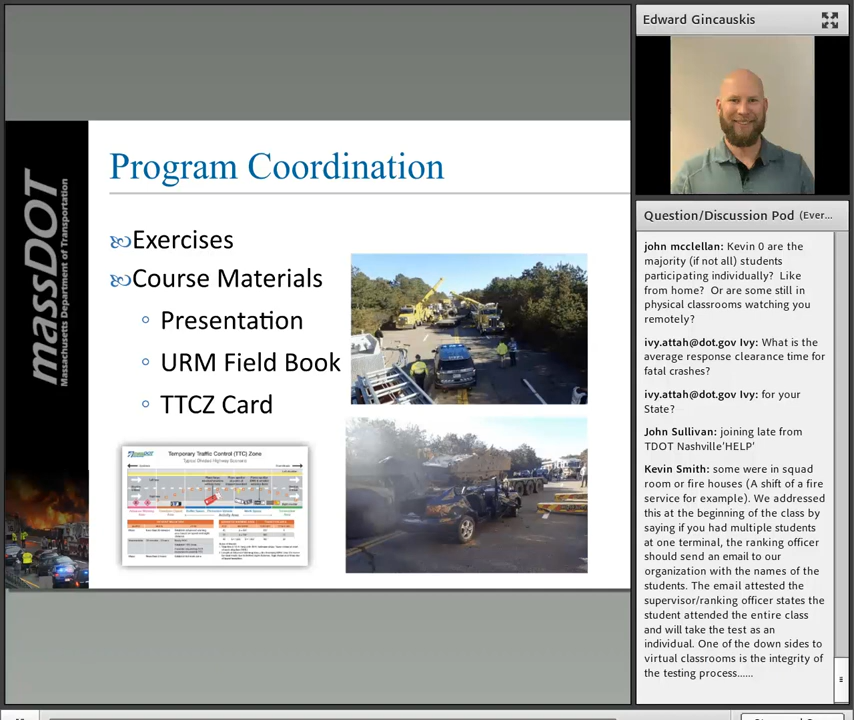 Edward Gincauskis
massDOT
Massachusetts Department of Transportation
Program Coordination
Exercises
Course Materials
Presentation
URM Field Book
TTCZ Card
Temporary Traffic Control (TTC) Zone
Question/Discussion Pod (Ever...
john mcclellan: Kevin 0 are the
majority (if not all) students
participating individually? Like
from home? Or are some still in
physical classrooms watching you
remotely?
ivy.attah@dot.gov Ivy: What is the
average response clearance time for
fatal crashes?
ivy.attah@dot.gov Ivy: for your
State?
John Sullivan: joining late from
TDOT Nashville'HELP'
Kevin Smith: some were in squad
room or fire houses (A shift of a fire
service for example). We addressed
this at the beginning of the class by
saying if you had multiple students
at one terminal, the ranking officer
should send an email to our
organization with the names of the
students. The email attested the
supervisor/ranking officer states the
student attended the entire class
and will take the test as an
individual. One of the down sides to
virtual classrooms is the integrity of
the testing process......